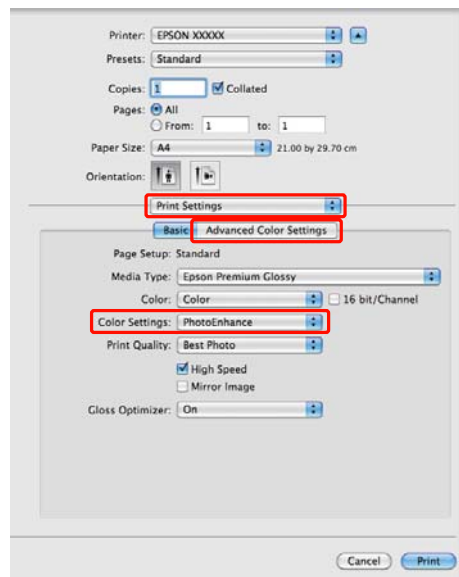 Printer: EPSON XXXXX
Presets: Standard
Copies: 1 Collated
Pages: All
From: 1 to: 1
Paper Size: A4 21.00 by 29.70 cm
Orientation:
Print Settings
Basic Advanced Color Settings
Page Setup: Standard
Media Type: Epson Premium Glossy
Color: Color 16 bit/Channel
Color Settings: PhotoEnhance
Print Quality: Best Photo
High Speed
Mirror Image
Gloss Optimizer: On
Cancel Print